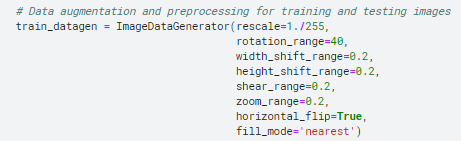 # Data augmentation and preprocessing for training and testing images
train_datagen = ImageDataGenerator(rescale=1./255,
rotation_range=40,
width_shift_range=0.2,
height_shift_range=0.2,
shear_range=0.2,
zoom_range=0.2,
horizontal_flip=True,
fill_mode='nearest')